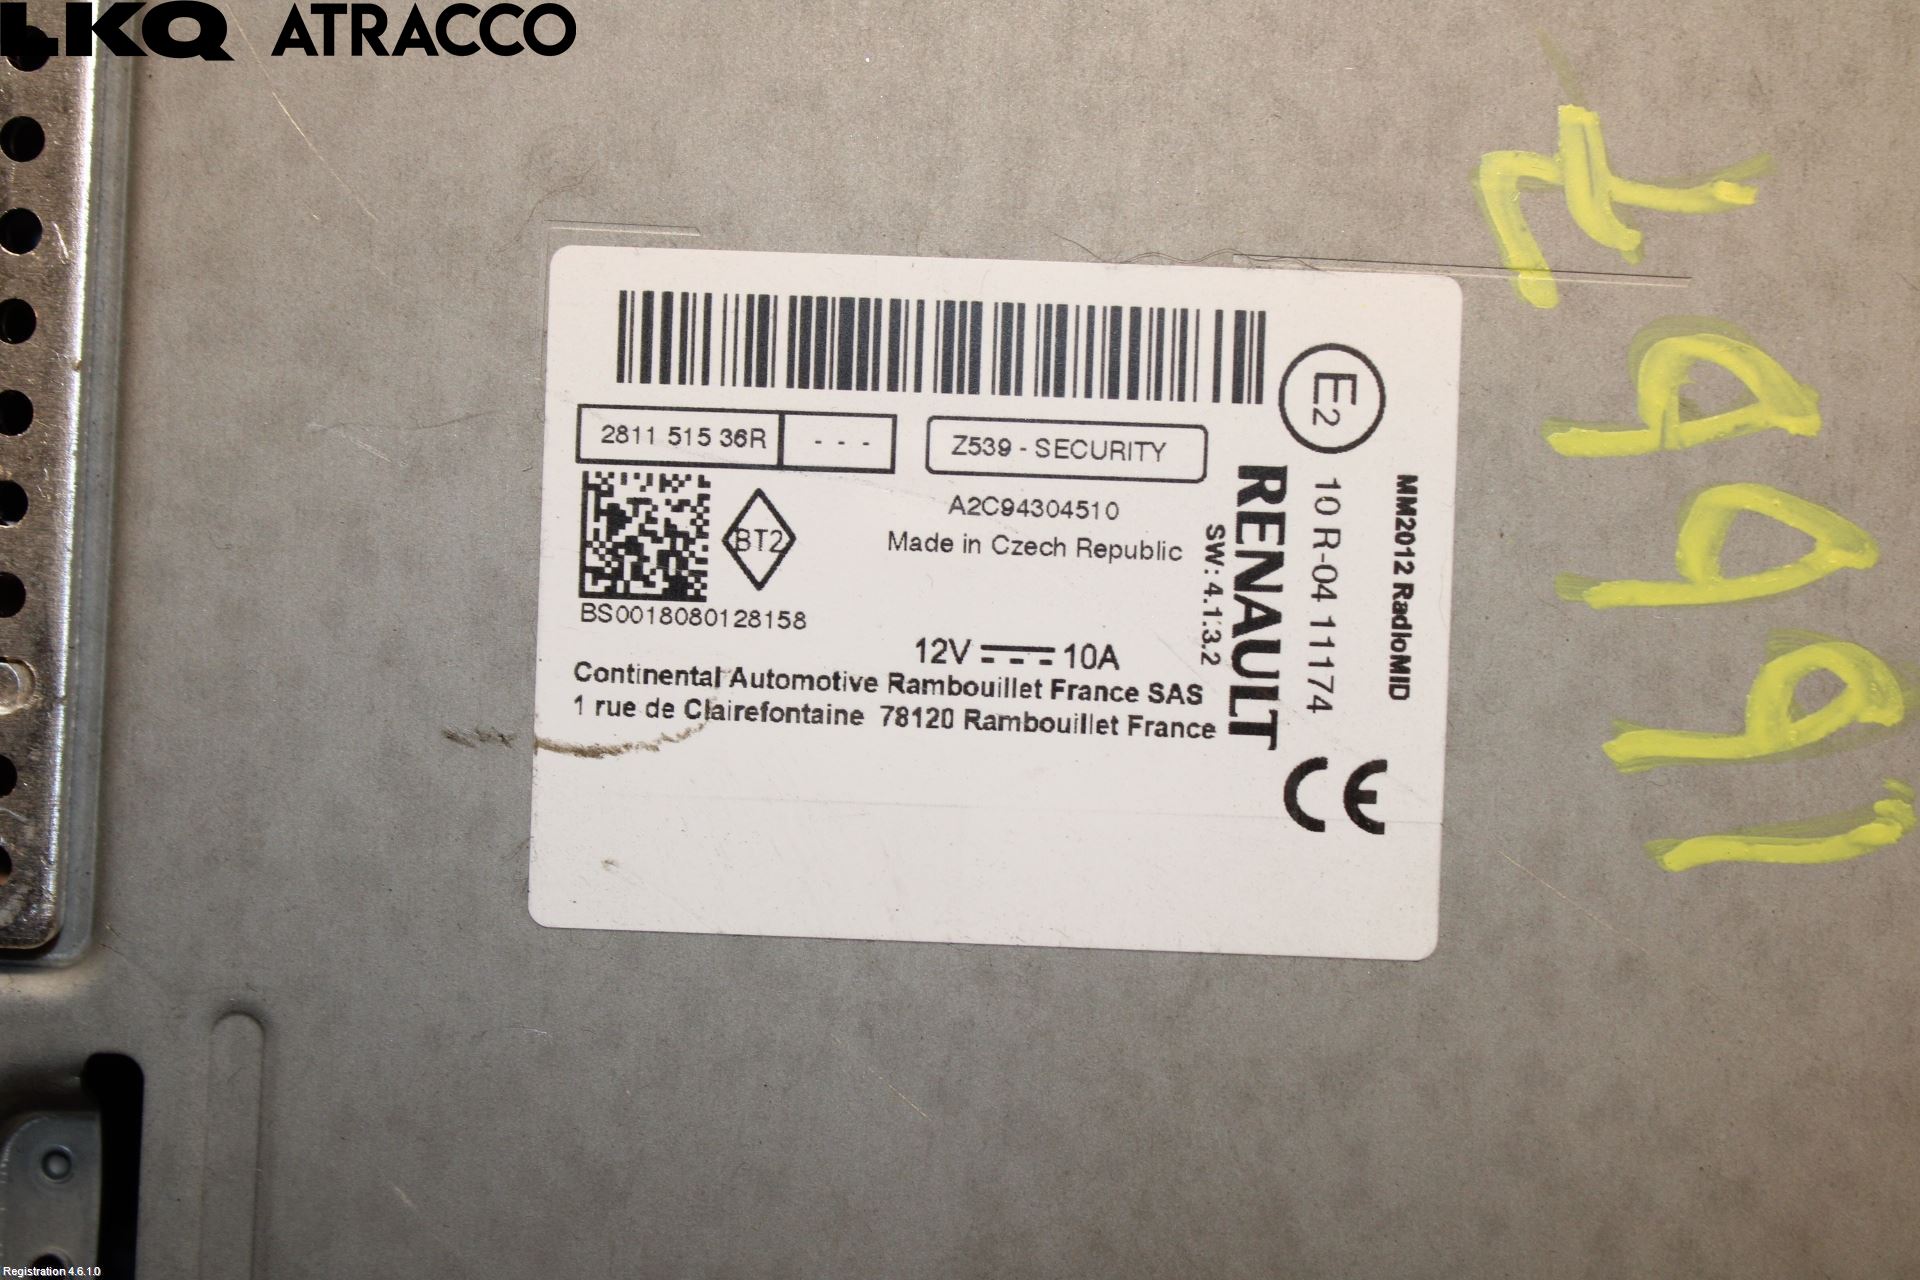 LKQ ATRACCO
2811 515 36R
- - -
Z539 - SECURITY
A2C94304510
Made in Czech Republic
BT2
BS0018080128158
12V 10A
Continental Automotive Rambouillet France SAS
1 rue de Clairefontaine 78120 Rambouillet France
SW:4.1.3.2
RENAULT
E2
10 R-04 11174
MM2012 RadioMID
CE
Registration 4.6.1.0